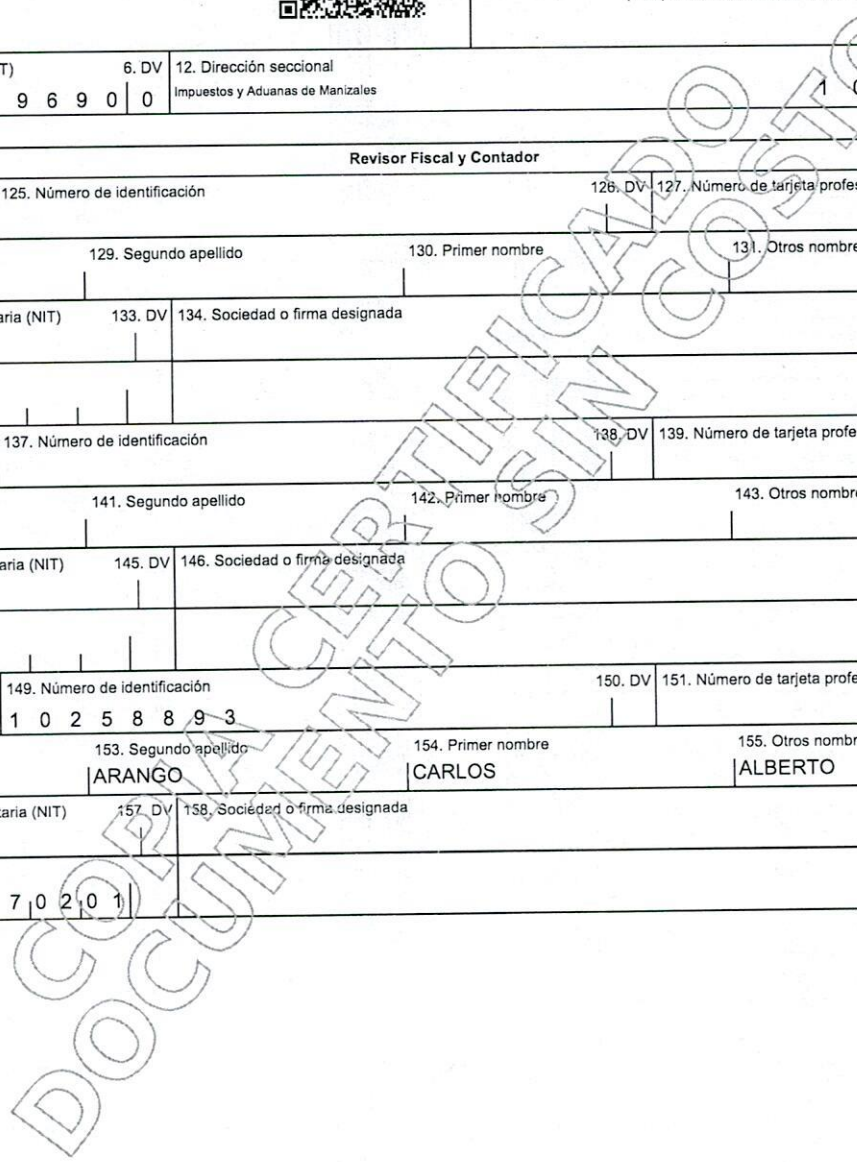 T) 6. DV 12. Dirección seccional
9 6 9 0 0 Impuestos y Aduanas de Manizales 1
Revisor Fiscal y Contador
125. Número de identificación 126. DV 127. Número de tarjeta profes
129. Segundo apellido 130. Primer nombre 131. Otros nombre
aria (NIT) 133. DV 134. Sociedad o firma designada
137. Número de identificación 138. DV 139. Número de tarjeta profe
141. Segundo apellido 142. Primer nombre 143. Otros nombre
aria (NIT) 145. DV 146. Sociedad o firma designada
149. Número de identificación 150. DV 151. Número de tarjeta profe
1 0 2 5 8 8 9 3
153. Segundo apellido 154. Primer nombre 155. Otros nombr
ARANGO CARLOS ALBERTO
taria (NIT) 157. DV 158. Sociedad o firma designada
7 0 2 0 1
COPIA CERTIFICADO
DOCUMENTO SIN COSTO